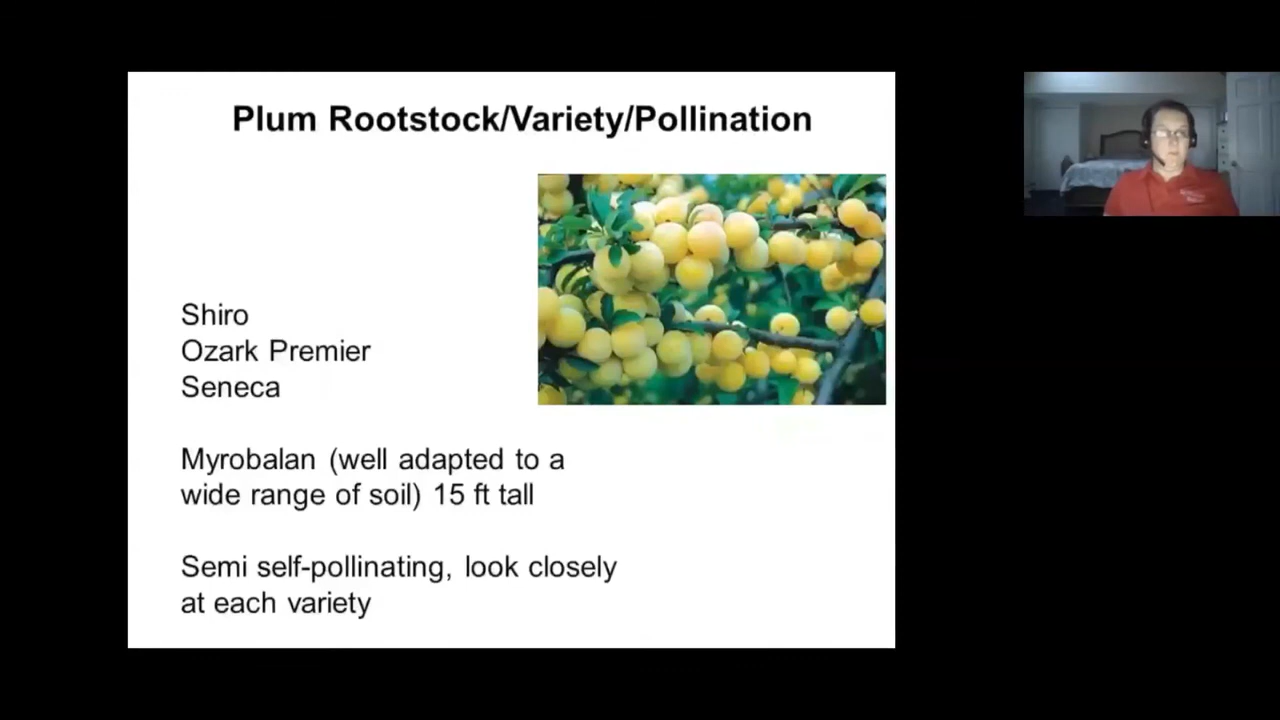 Plum Rootstock/Variety/Pollination
Shiro
Ozark Premier
Seneca
Myrobalan (well adapted to a
wide range of soil) 15 ft tall
Semi self-pollinating, look closely
at each variety